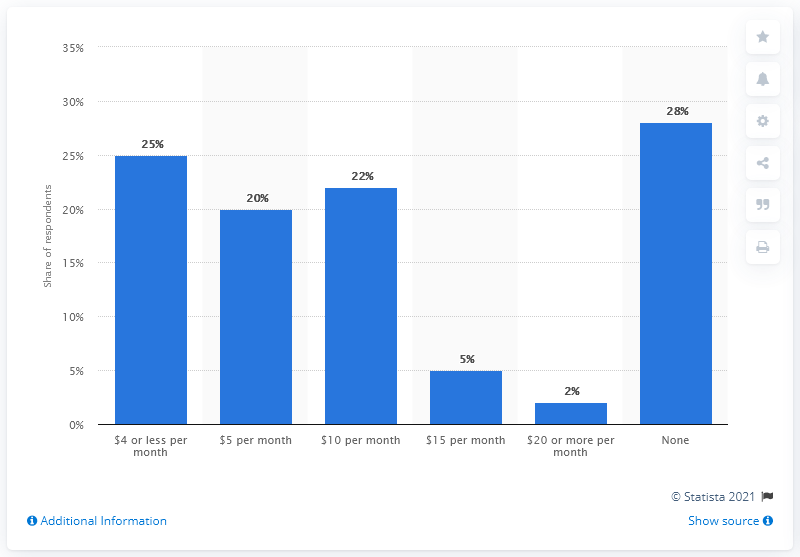 35%
30%
25%
20%
15%
10%
5%
0%
Share of respondents
25%
20%
22%
5%
2%
28%
$4 or less per
month
$5 per month
$10 per month
$15 per month
$20 or more per
month
None
© Statista 2021
Additional Information
Show source